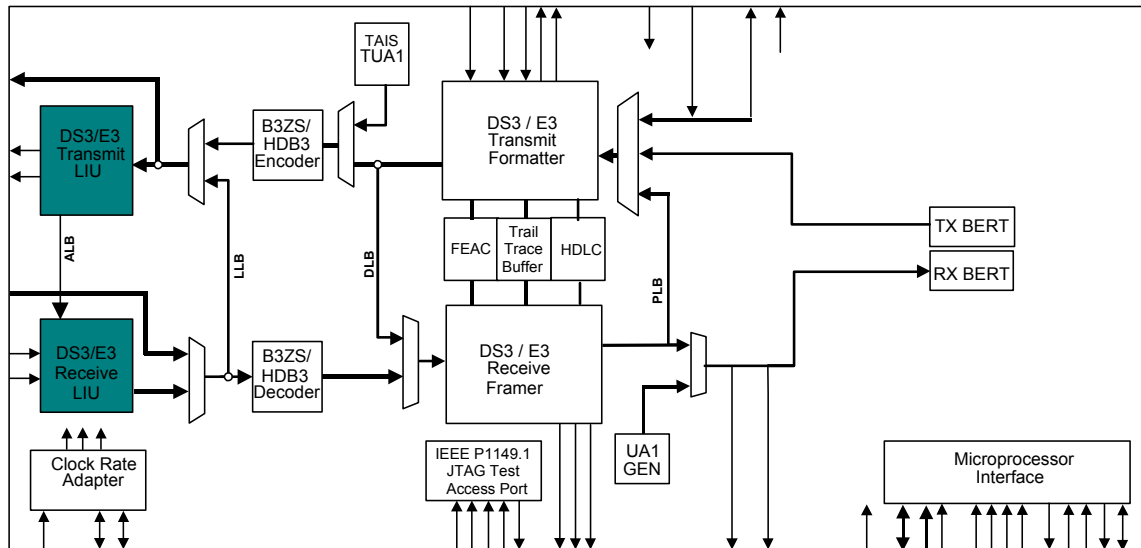 TAIS
TUA1
DS3/E3
Transmit
LIU
B3ZS/
HDB3
Encoder
DS3 / E3
Transmit
Formatter
FEAC
Trail
Trace
Buffer
HDLC
TX BERT
RX BERT
ALB
LLB
DLB
PLB
DS3/E3
Receive
LIU
B3ZS/
HDB3
Decoder
DS3 / E3
Receive
Framer
UA1
GEN
Clock Rate
Adapter
IEEE P1149.1
JTAG Test
Access Port
Microprocessor
Interface